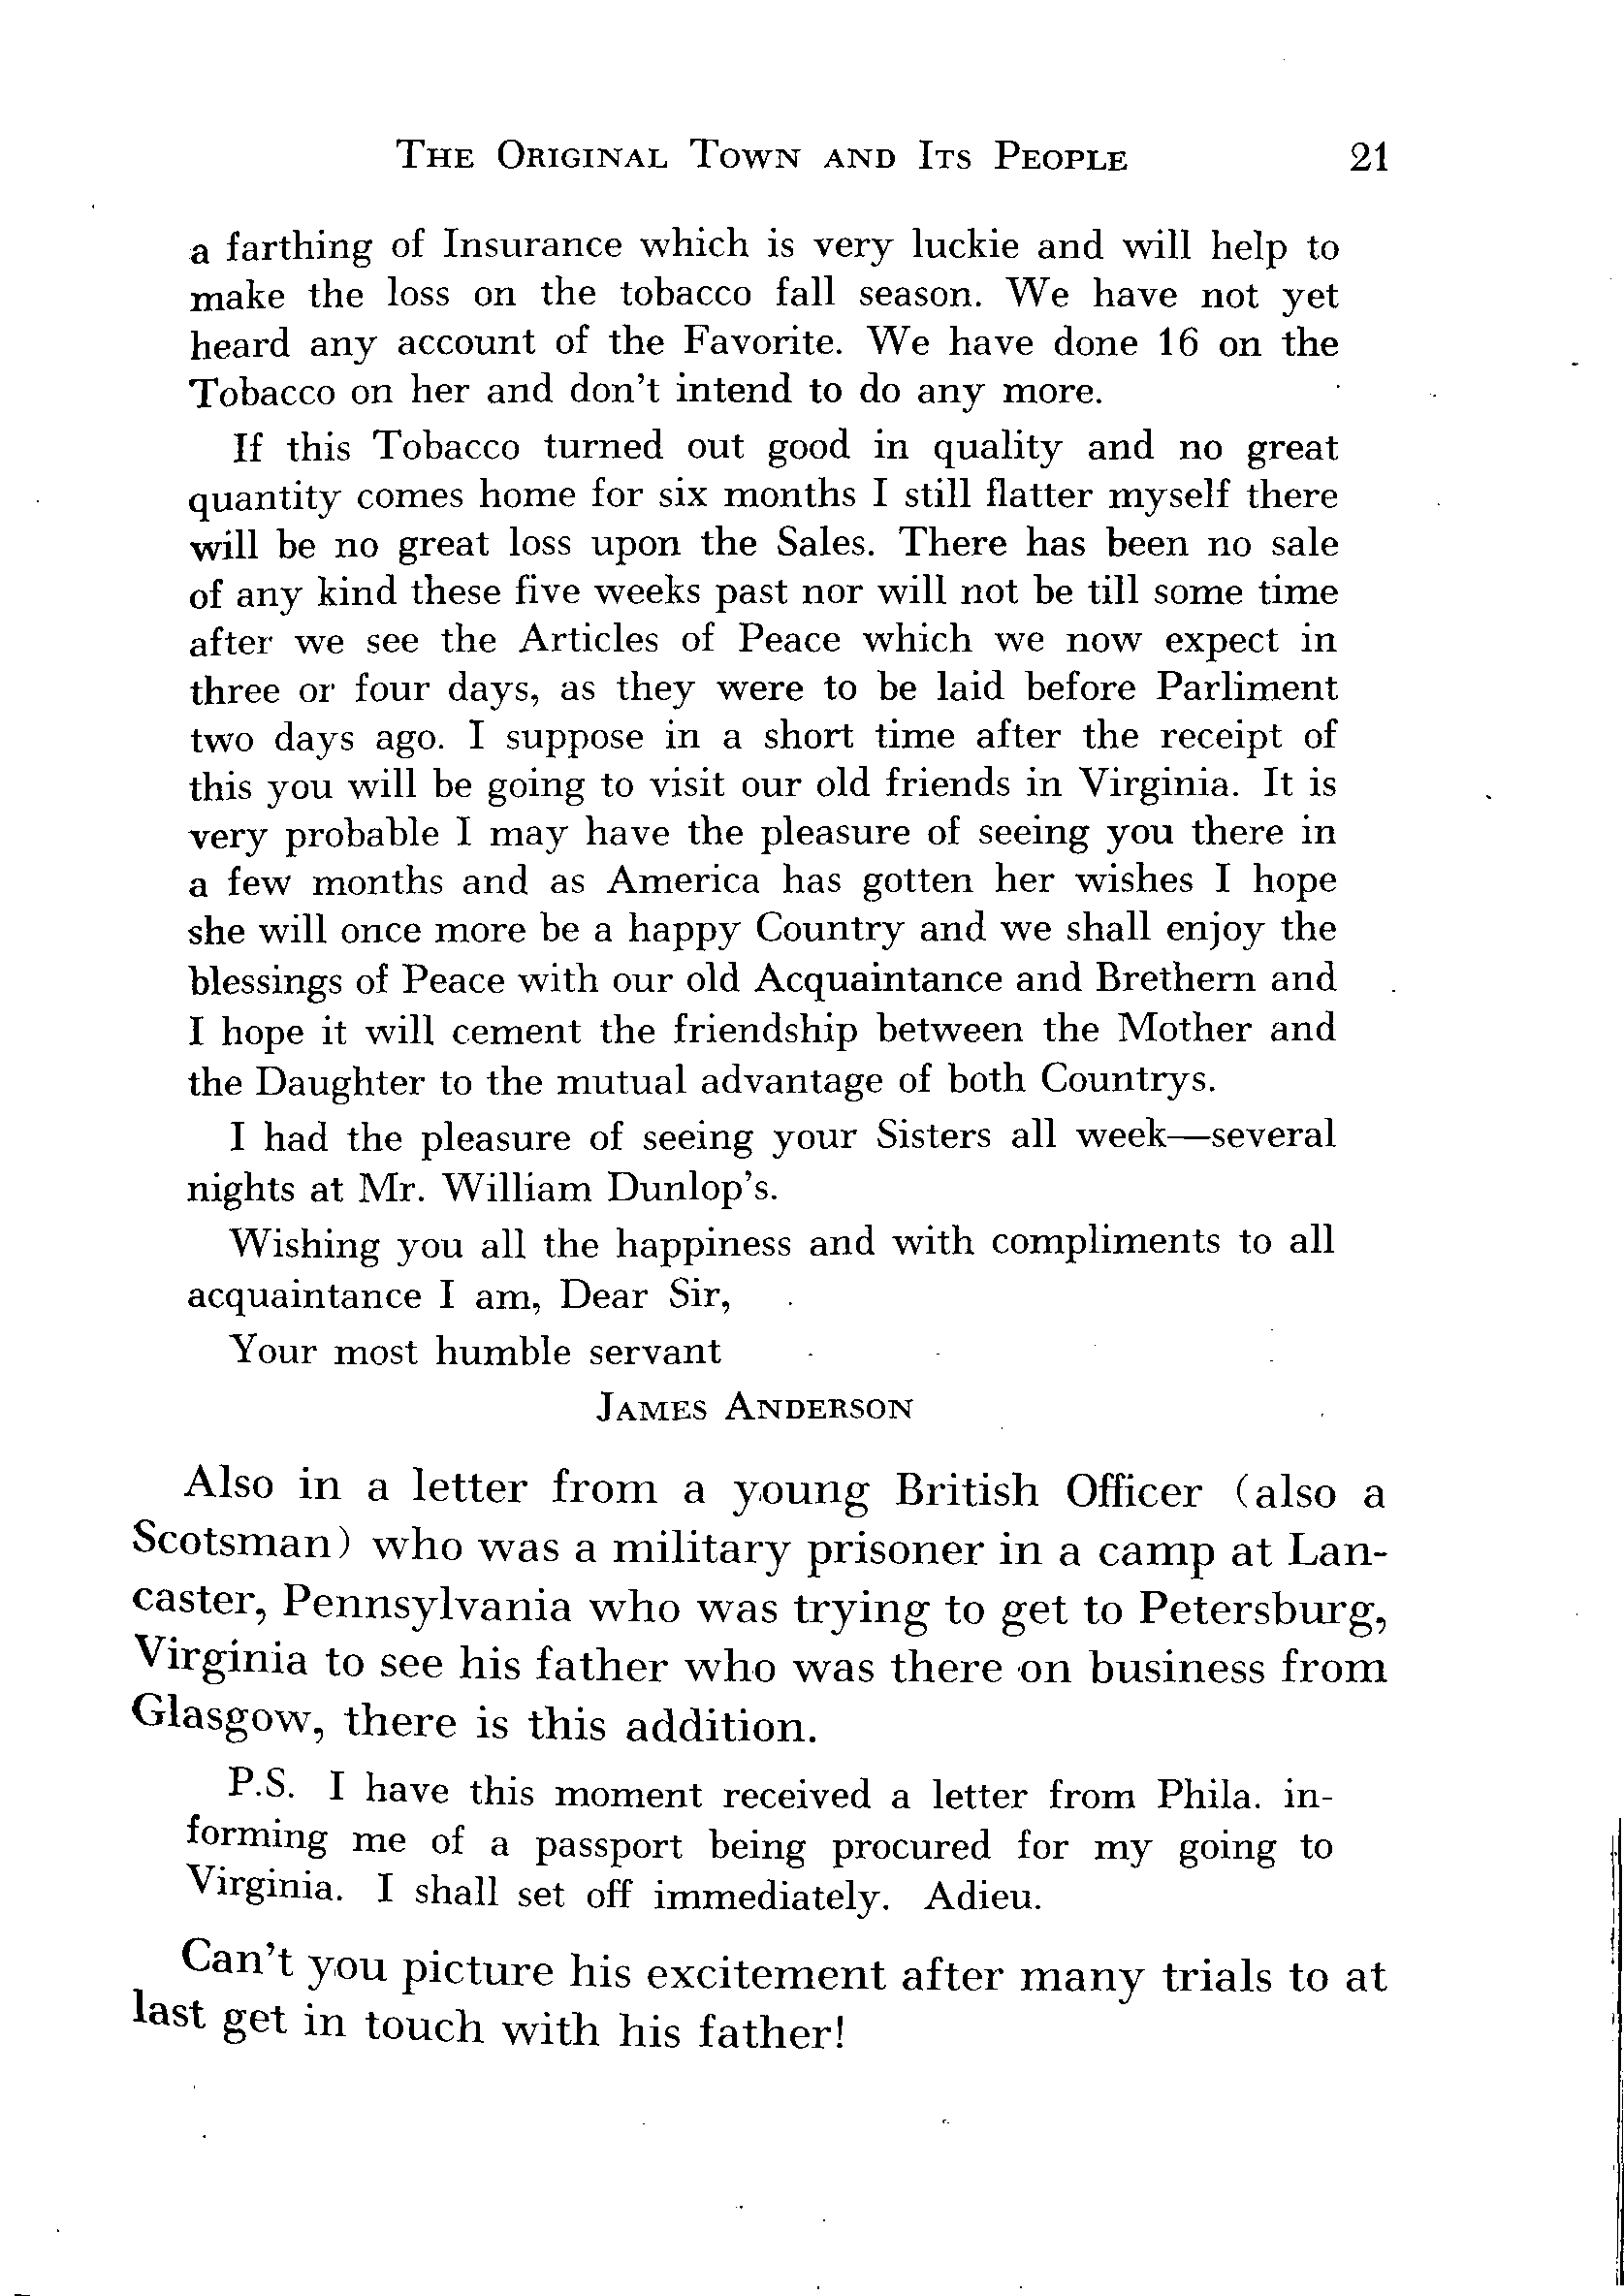 The Original Town and Its People 21
a farthing of Insurance which is very luckie and will help to
make the loss on the tobacco fall season. We have not yet
heard any account of the Favorite. We have done 16 on the
Tobacco on her and don't intend to do any more.
If this Tobacco turned out good in quality and no great
quantity comes home for six months I still flatter myself there
will be no great loss upon the Sales. There has been no sale
of any kind these five weeks past nor will not be till some time
after we see the Articles of Peace which we now expect in
three or four days, as they were to be laid before Parliment
two days ago. I suppose in a short time after the receipt of
this you will be going to visit our old friends in Virginia. It is
very probable I may have the pleasure of seeing you there in
a few months and as America has gotten her wishes I hope
she will once more be a happy Country and we shall enjoy the
blessings of Peace with our old Acquaintance and Brethern and
I hope it will cement the friendship between the Mother and
the Daughter to the mutual advantage of both Countrys.
I had the pleasure of seeing your Sisters all week—several
nights at Mr. William Dunlop's.
Wishing you all the happiness and with compliments to all
acquaintance I am, Dear Sir,
Your most humble servant
James Anderson
Also in a letter from a young British Officer (also a
Scotsman) who was a military prisoner in a camp at Lan-
caster, Pennsylvania who was trying to get to Petersburg,
Virginia to see his father who was there on business from
Glasgow, there is this addition.
P.S. I have this moment received a letter from Phila. in-
forming me of a passport being procured for my going to
Virginia. I shall set off immediately. Adieu.
Can't you picture his excitement after many trials to at
last get in touch with his father!